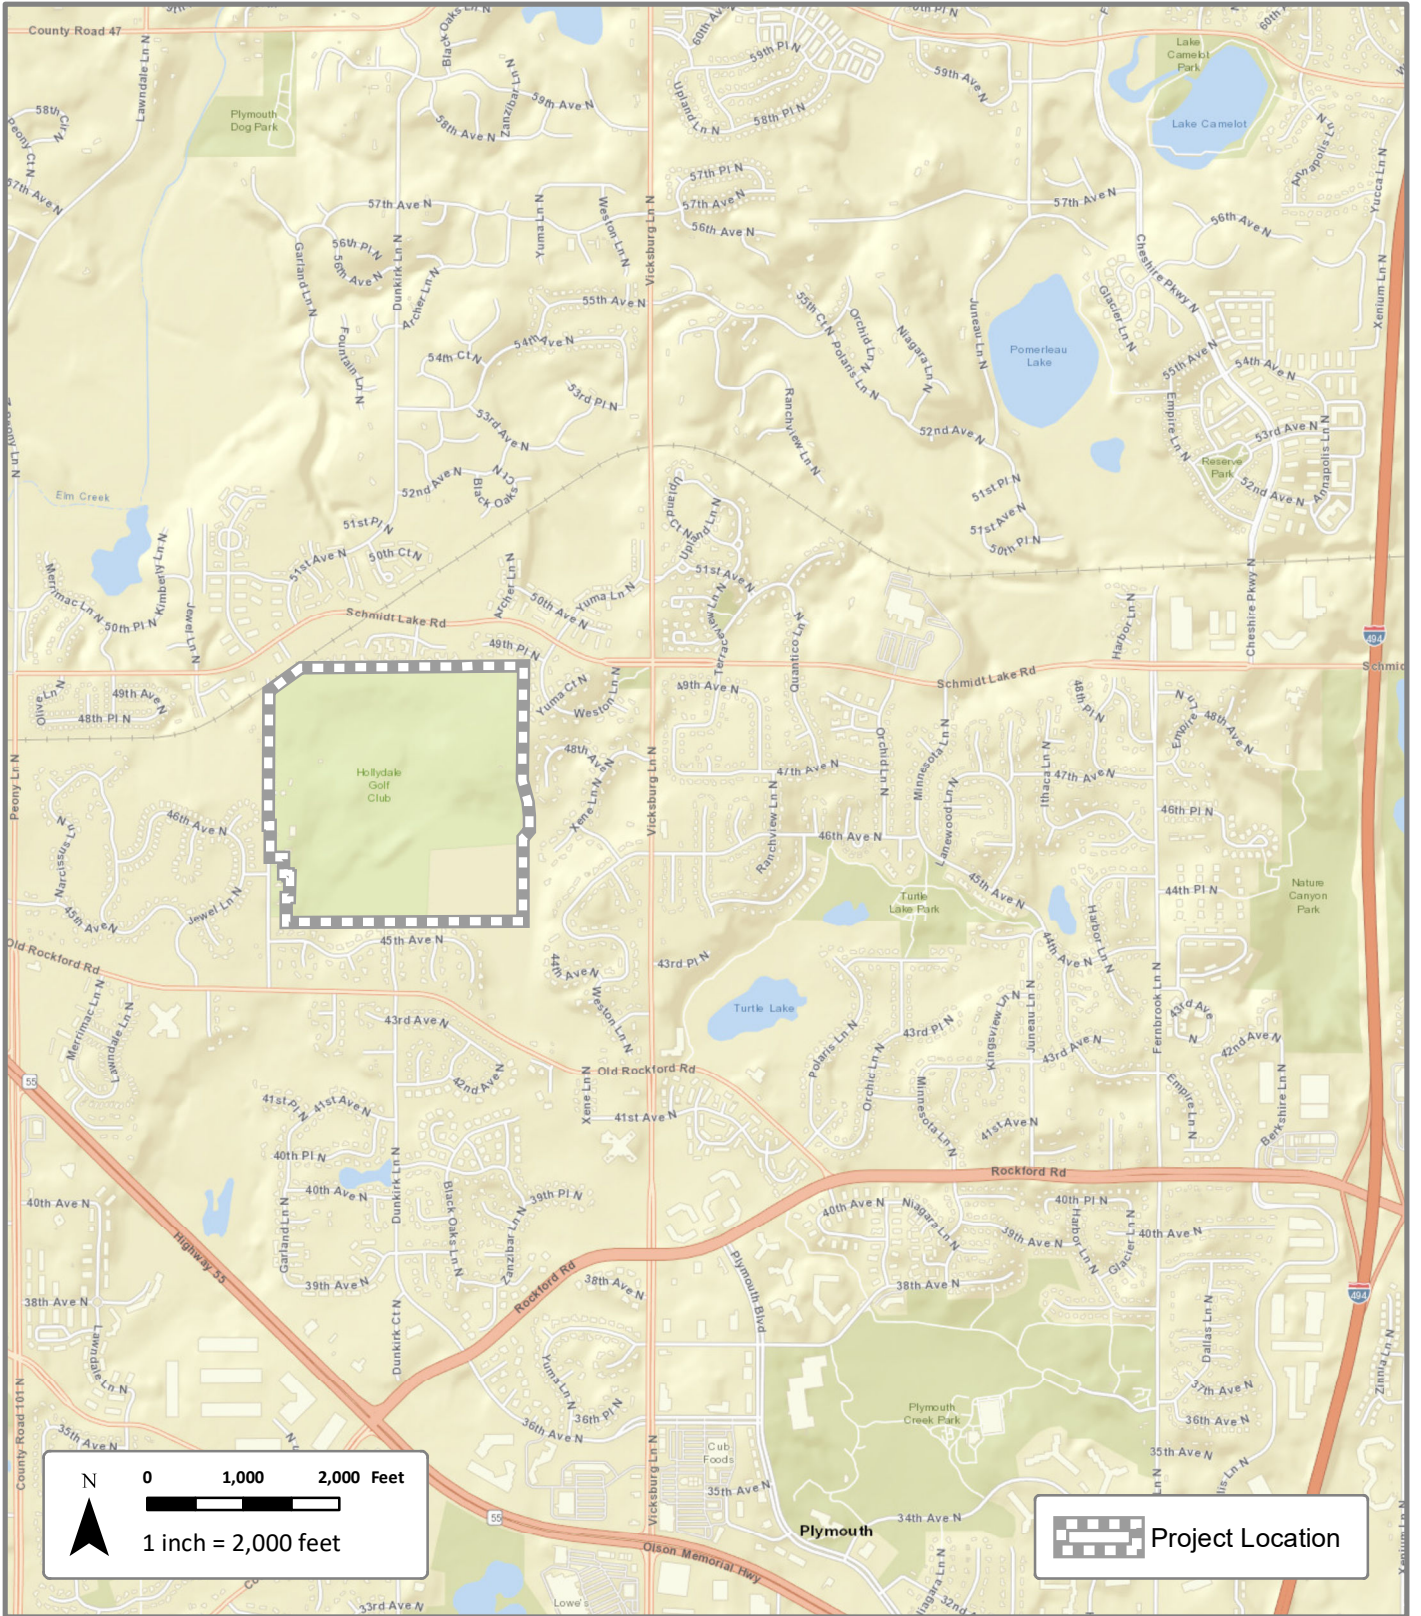 County Road 47
Lawndale Ln N
Black Oaks Ln N
60th Av
59th Pl N
60th
Lake
Camelot
Park
59th Ave N
Upland Ln N
58th Pl N
Lake Camelot
58th
Cir N
Peony Ct N
57th Ave N
Plymouth
Dog Park
58th Ave N
Zanzibar Ln N
59th Ave N
Annapolis Ln N
Yucca Ln N
57th Pl N
57th Ave N
56th Ave N
57th Ave N
56th Ave N
57th Ave N
56th Pl N
56th Ave N
Garland Ln N
Dunkirk Ln N
Archer Ln N
Yuma Ln N
Weston Ln N
Vicksburg Ln N
Cheshire Pkwy N
Xenium Ln N
55th Ave N
55th Ct N
Polaris Ln N
Orchid Ln N
Niagara Ln N
Juneau Ln N
Glacier Ln N
Pomerleau
Lake
Fountain Ln N
54th Ct N
54th Ave N
53rd Pl N
53rd Ave N
Ranchview Ln N
52nd Ave N
55th Ave N
54th Ave N
Empire Ln N
53rd Ave N
Annapolis Ln N
Reserve
Park
52nd Ave N
Peony Ln N
Elm Creek
52nd Ave N
Black Oaks
Ct N
51st Pl N
51st Ave N
50th Ct N
Upland
Ct N
Upland Ln N
51st Ave N
51st Pl N
51st Ave N
50th Pl N
Merrimac Ln N
50th Pl N
Kimberly Ln N
Jewel Ln N
Archer Ln N
50th Ave N
Yuma Ln N
Schmidt Lake Rd
49th Pl N
Terraceview Ln N
Quantico Ln N
Harbor Ln N
Cheshire Pkwy N
494
Schmidt Lake Rd
Schmid
Olive Ln N
49th Ave N
48th Pl N
Yuma Ct N
Weston Ln N
49th Ave N
48th Pl N
Empire Ln N
48th Ave N
Peony Ln N
Hollydale
Golf
Club
48th Ave N
Xene Ln N
Vicksburg Ln N
47th Ave N
Orchid Ln N
Minnesota Ln N
Ithaca Ln N
47th Ave N
46th Pl N
46th Ave N
Narcissus Ln N
45th Ave N
Jewel Ln N
Ranchview Ln N
46th Ave N
Lanewood Ln N
45th Ave N
44th Pl N
Nature
Canyon
Park
Turtle
Lake Park
Old Rockford Rd
45th Ave N
44th Ave N
43rd Pl N
44th Ave N
Harbor Ln N
Merrimac Ln N
Lawndale Ln N
43rd Ave N
42nd Ave N
Weston Ln N
Turtle Lake
Polaris Ln N
43rd Pl N
Kingsview Ln N
Juneau Ln N
43rd Ave N
Fernbrook Ln N
43rd Ave
N
42nd Ave N
55
Old Rockford Rd
Xene Ln N
41st Ave N
Minnesota Ln N
41st Ave N
Empire Ln N
Berkshire Ln N
41st Pl N
41st Ave N
40th Pl N
40th Ave N
Dunkirk Ln N
Black Oaks Ln N
39th Pl N
Zanzibar Ln N
Rockford Rd
40th Ave N
Garland Ln N
39th Ave N
40th Ave N
Niagara Ln N
39th Ave N
40th Pl N
Harbor Ln N
Glacier Ln N
40th Ave N
Highway 55
Rockford Rd
38th Ave N
Plymouth Blvd
38th Ave N
494
38th Ave N
Lawndale Ln N
Dunkirk Ct N
Yuma Ln N
36th Pl N
36th Ave N
Dallas Ln N
37th Ave N
36th Ave N
35th Ave N
Zinnia Ln N
Plymouth
Creek Park
County Road 101 N
35th Ave N
Cub
Foods
Vicksburg Ln N
35th Ave N
Plymouth
34th Ave N
55
Olson Memorial Hwy
Lowe's
33rd Ave N
32nd
N
0 1,000 2,000 Feet
1 inch = 2,000 feet
Project Location